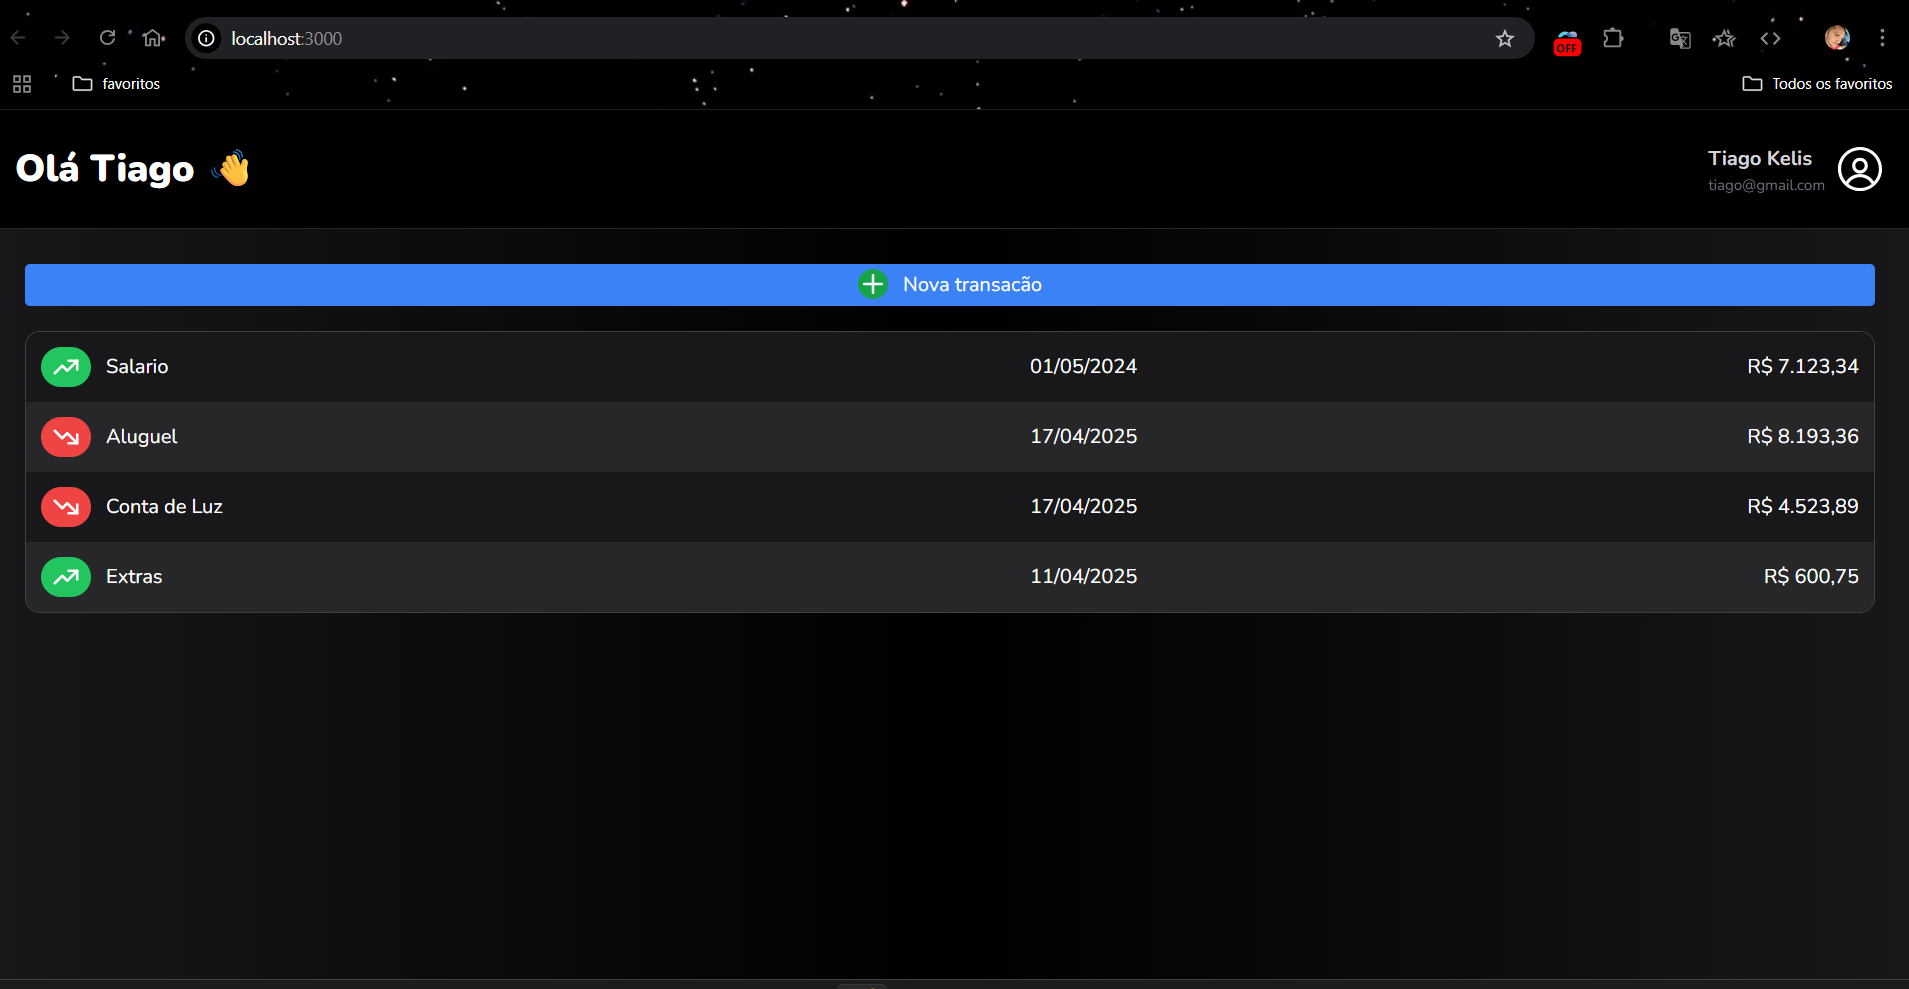 localhost:3000
OFF
favoritos
Todos os favoritos
Olá Tiago
Tiago Kelis
tiago@gmail.com
Nova transacão
Salario 01/05/2024 R$ 7.123,34
Aluguel 17/04/2025 R$ 8.193,36
Conta de Luz 17/04/2025 R$ 4.523,89
Extras 11/04/2025 R$ 600,75